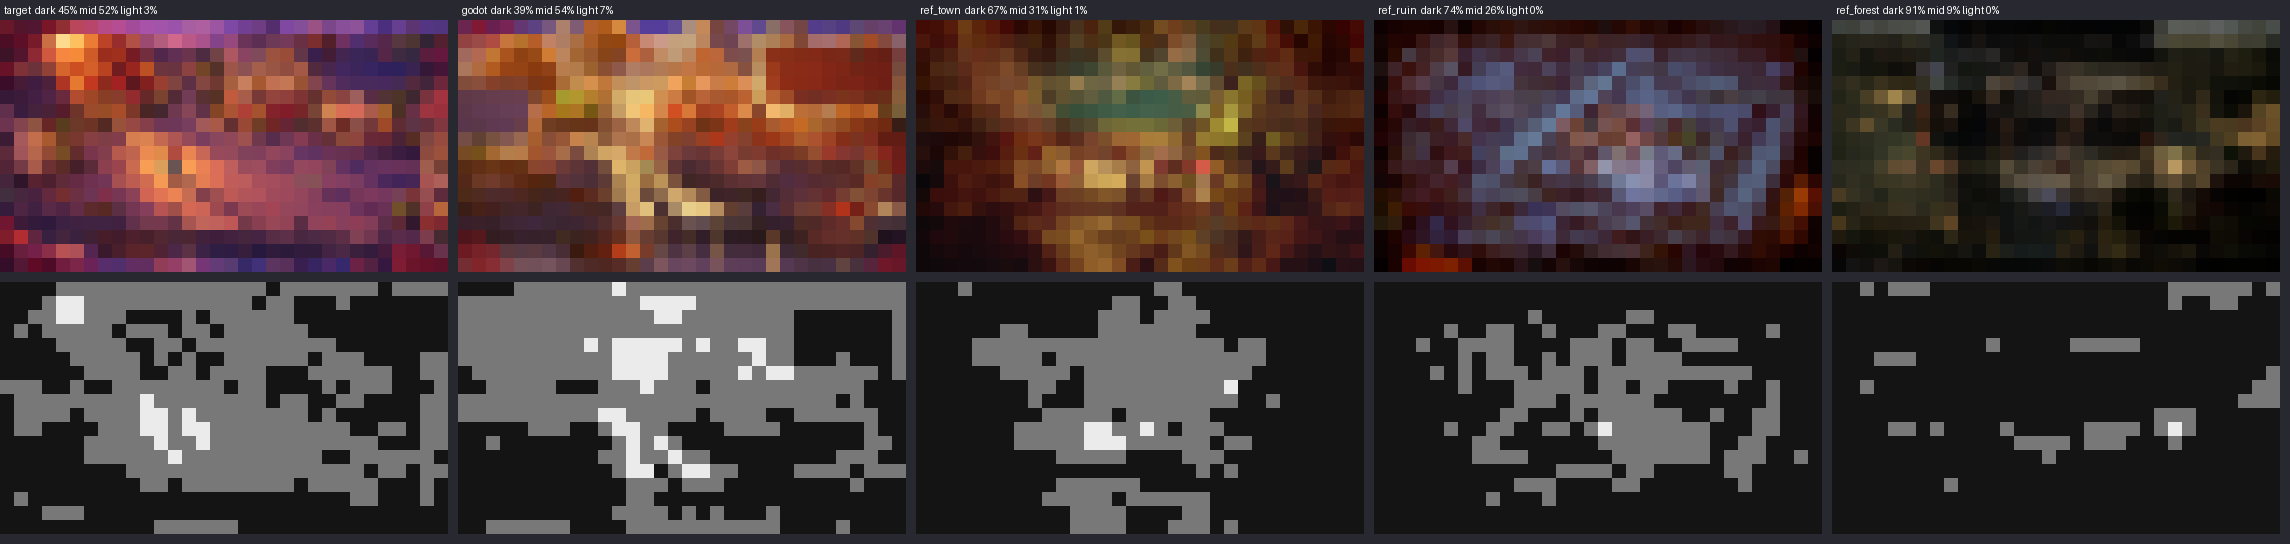 target dark 45% mid 52% light 3%
godot dark 39% mid 54% light 7%
ref_town dark 67% mid 31% light 1%
ref_ruin dark 74% mid 26% light 0%
ref_forest dark 91% mid 9% light 0%